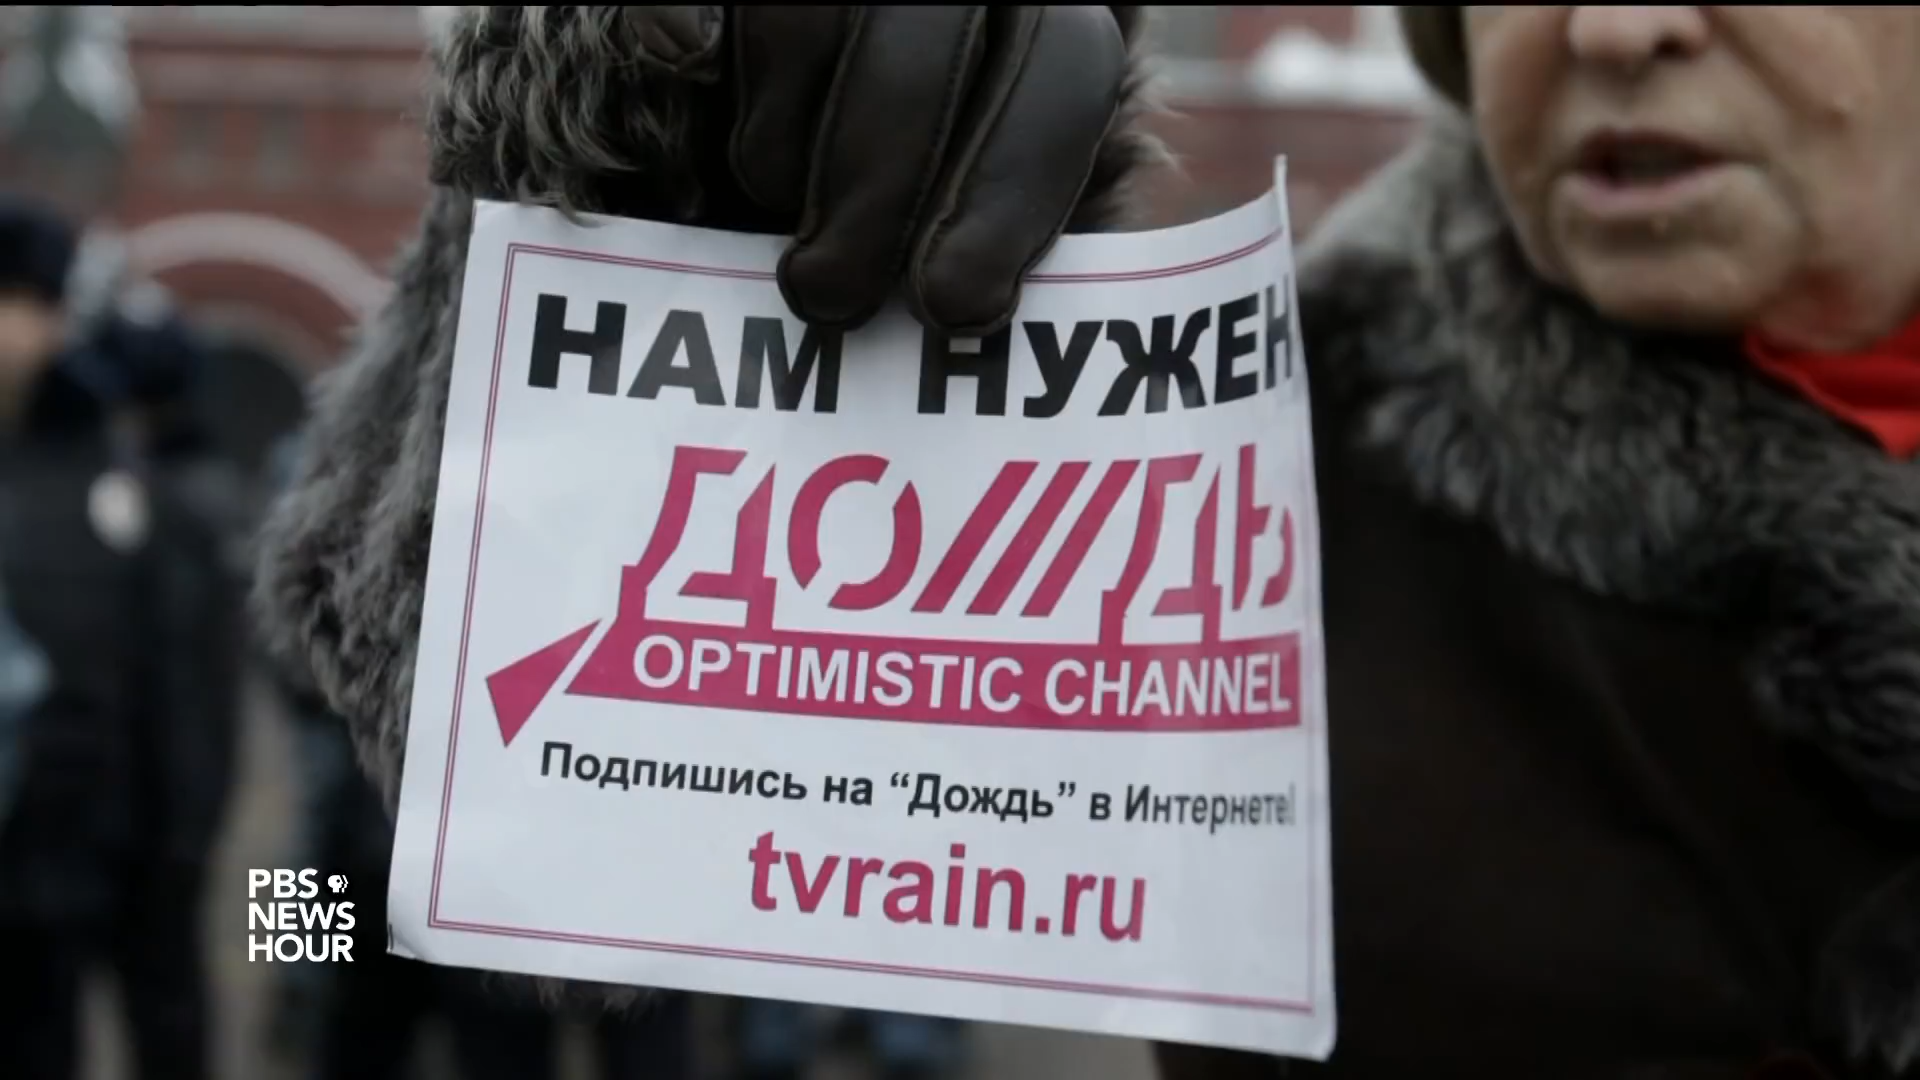 НАМ НУЖЕН
ДОЖДЬ
OPTIMISTIC CHANNEL
Подпишись на “Дождь” в Интернете!
tvrain.ru
PBS
NEWS
HOUR